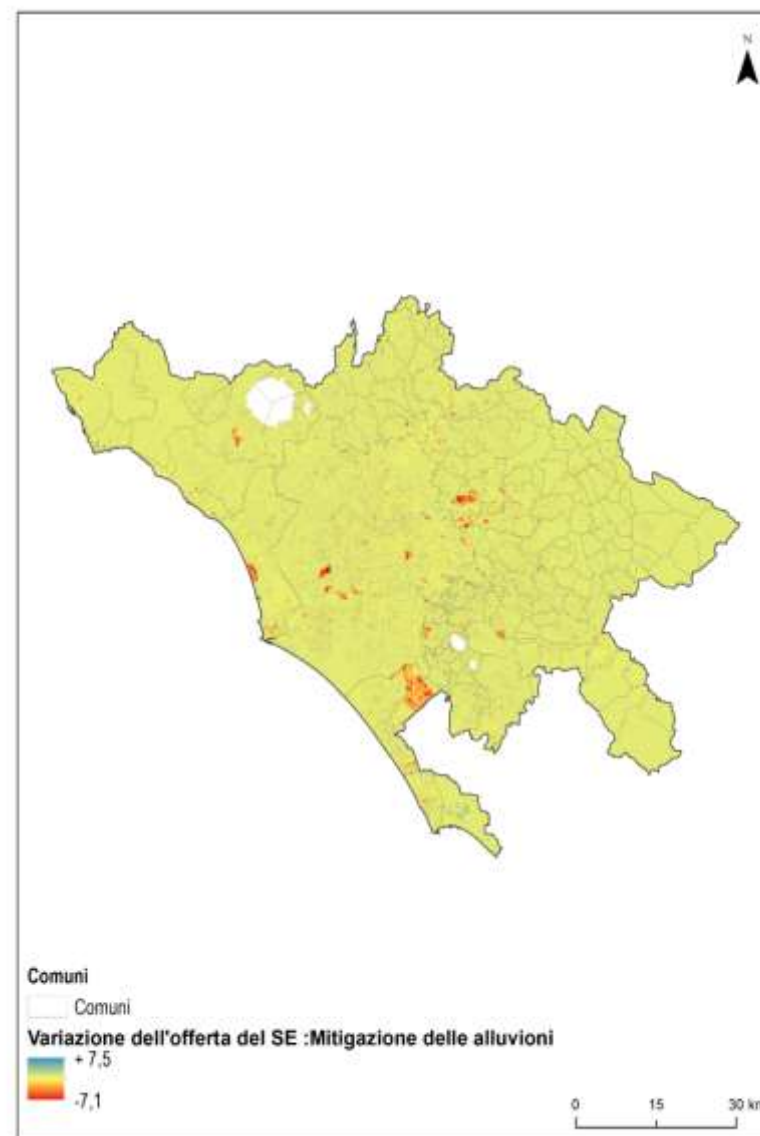 N
Comuni
Comuni
Variazione dell'offerta del SE :Mitigazione delle alluvioni
+ 7,5
-7,1
0 15 30 km